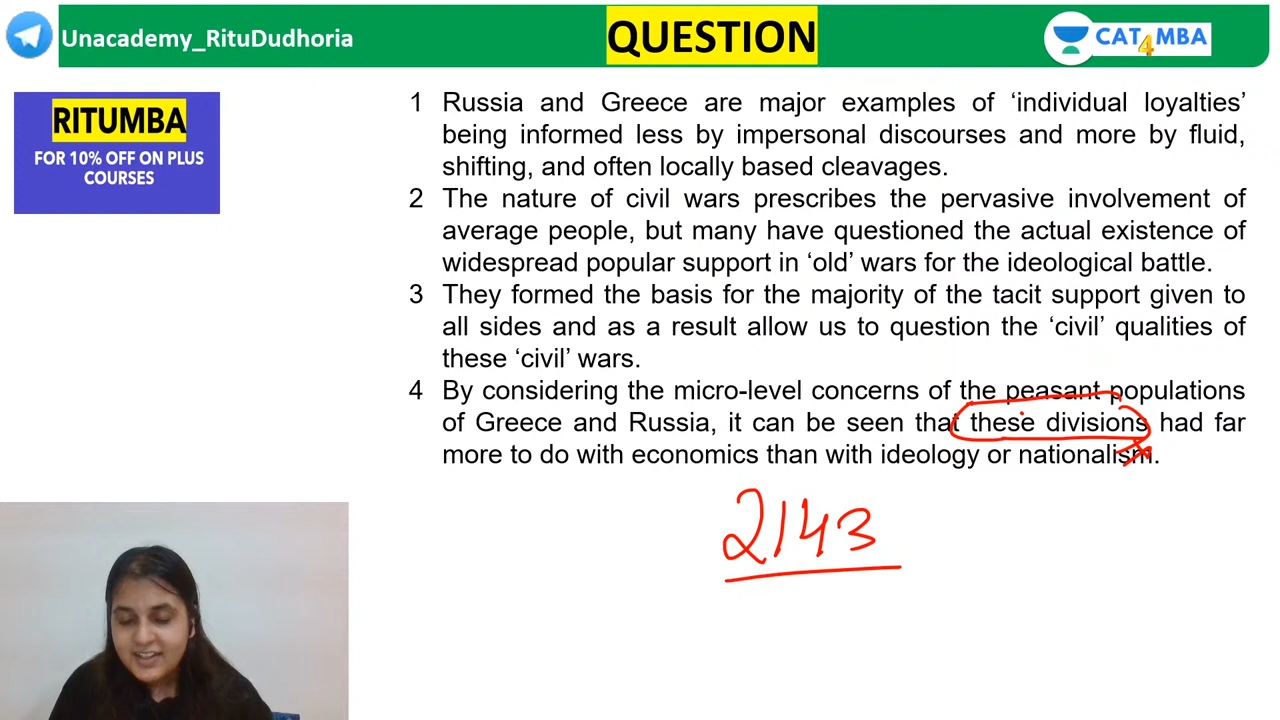 Unacademy_RituDudhoria
QUESTION
CAT4MBA
RITUMBA
FOR 10% OFF ON PLUS
COURSES
1 Russia and Greece are major examples of ‘individual loyalties’
being informed less by impersonal discourses and more by fluid,
shifting, and often locally based cleavages.
2 The nature of civil wars prescribes the pervasive involvement of
average people, but many have questioned the actual existence of
widespread popular support in ‘old’ wars for the ideological battle.
3 They formed the basis for the majority of the tacit support given to
all sides and as a result allow us to question the ‘civil’ qualities of
these ‘civil’ wars.
4 By considering the micro-level concerns of the peasant populations
of Greece and Russia, it can be seen that these divisions had far
more to do with economics than with ideology or nationalism.
2143